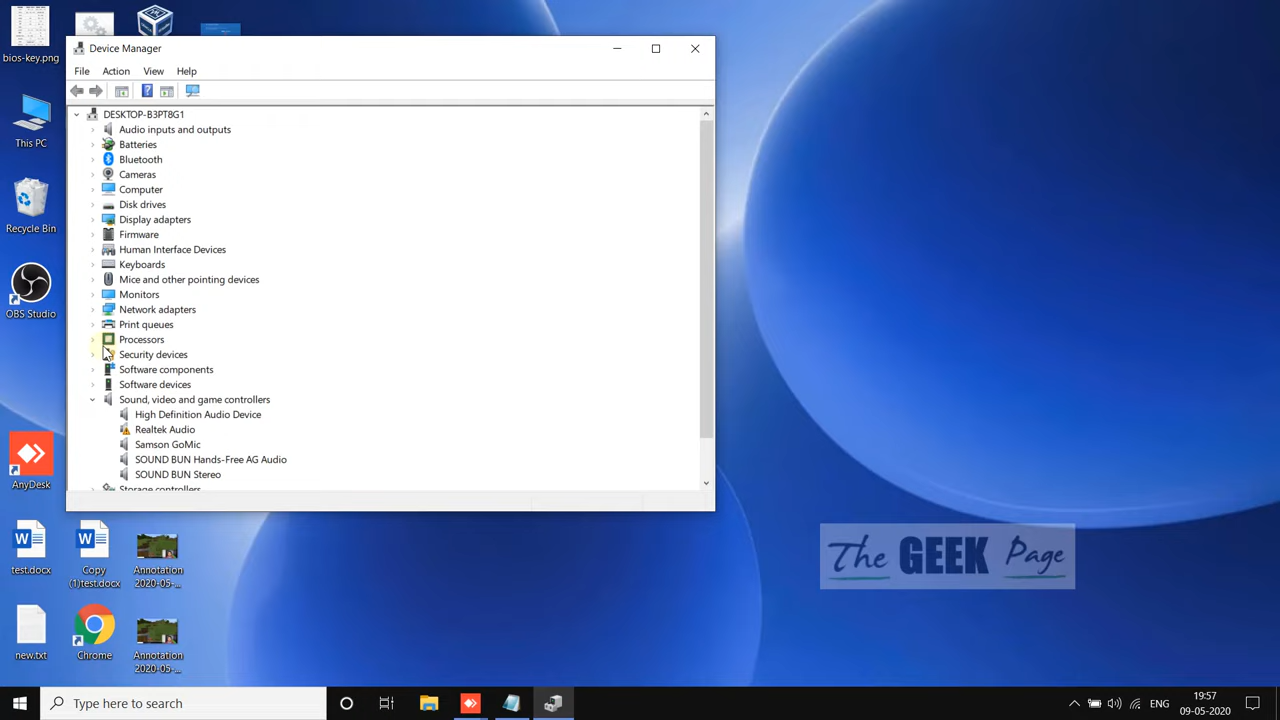 bios-key.png
Device Manager
File Action View Help
DESKTOP-B3PT8G1
Audio inputs and outputs
Batteries
Bluetooth
Cameras
Computer
Disk drives
Display adapters
Firmware
Human Interface Devices
Keyboards
Mice and other pointing devices
Monitors
Network adapters
Print queues
Processors
Security devices
Software components
Software devices
Sound, video and game controllers
High Definition Audio Device
Realtek Audio
Samson GoMic
SOUND BUN Hands-Free AG Audio
SOUND BUN Stereo
Storage controllers
This PC
Recycle Bin
OBS Studio
AnyDesk
test.docx
Copy
(1)test.docx
Annotation
2020-05-...
new.txt
Chrome
Annotation
2020-05-...
The GEEK Page
Type here to search
ENG
19:57
09-05-2020